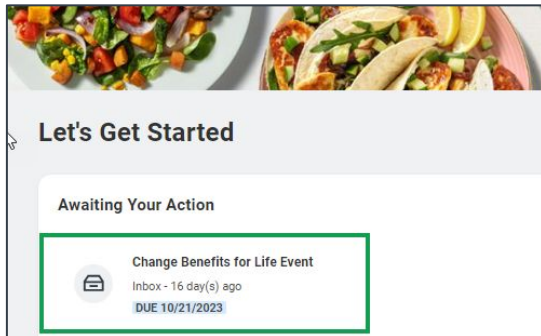 Let's Get Started
Awaiting Your Action
Change Benefits for Life Event
Inbox - 16 day(s) ago
DUE 10/21/2023